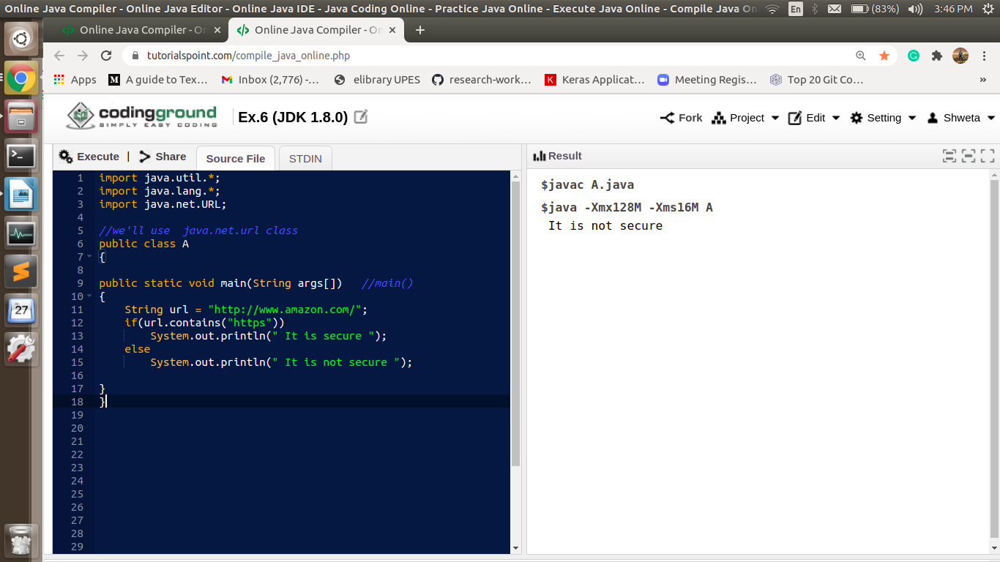 Online Java Compiler - Online Java Editor - Online Java IDE - Java Coding Online - Practice Java Online - Execute Java Online - Compile Java On
En
(83%)
3:46 PM
Online Java Compiler - On
Online Java Compiler - On
tutorialspoint.com/compile_java_online.php
Apps
A guide to Tex...
Inbox (2,776) -...
elibrary UPES
research-work...
Keras Applicat...
Meeting Regis...
Top 20 Git Co...
»
codingground
SIMPLY EASY CODING
Ex.6 (JDK 1.8.0)
Fork
Project
Edit
Setting
Shweta
Execute | Share
Source File
STDIN
Result
1 import java.util.*;
2 import java.lang.*;
3 import java.net.URL;
4
5 //we'll use  java.net.url class
6 public class A
7 {
8
9 public static void main(String args[])   //main()
10 {
11     String url = "http://www.amazon.com/";
12     if(url.contains("https"))
13         System.out.println(" It is secure ");
14     else
15         System.out.println(" It is not secure ");
16
17 }
18 }
19
20
21
22
23
24
25
26
27
28
29
$javac A.java
$java -Xmx128M -Xms16M A
It is not secure
27